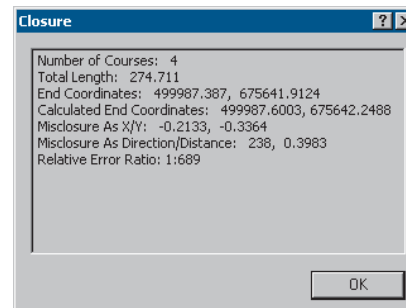 Closure
Number of Courses: 4
Total Length: 274.711
End Coordinates: 499987.387, 675641.9124
Calculated End Coordinates: 499987.6003, 675642.2488
Misclosure As X/Y: -0.2133, -0.3364
Misclosure As Direction/Distance: 238, 0.3983
Relative Error Ratio: 1:689
OK